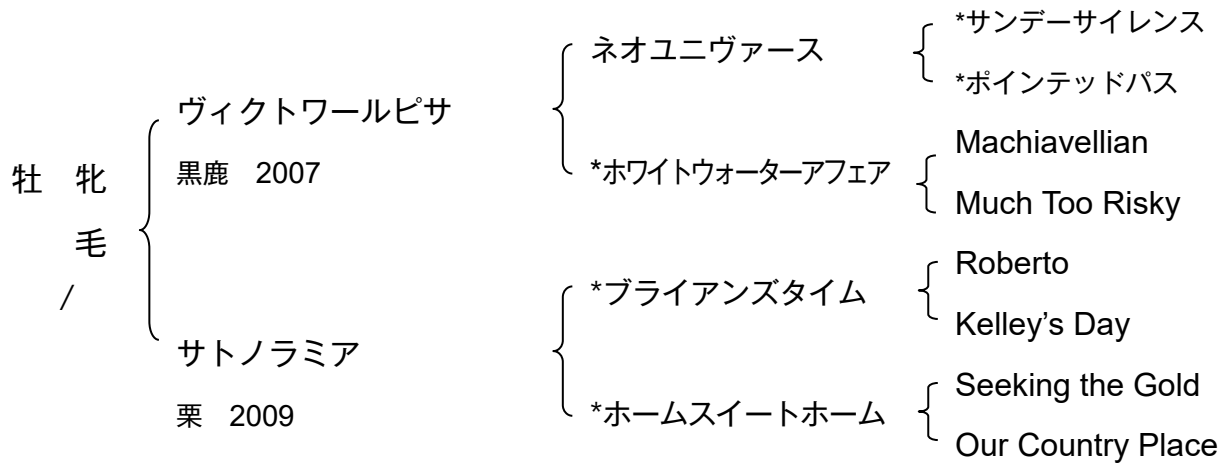 牡　牝
毛
/
ヴィクトワールピサ
黒鹿　2007
サトノラミア
栗　2009
ネオユニヴァース
*ホワイトウォーターアフェア
*ブライアンズタイム
*ホームスイートホーム
*サンデーサイレンス
*ポインテッドパス
Machiavellian
Much Too Risky
Roberto
Kelley’s Day
Seeking the Gold
Our Country Place